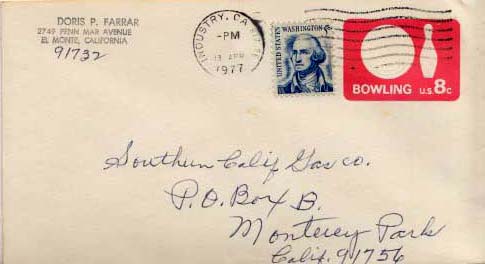 DORIS P. FARRAR
2749 PENN MAR AVENUE
EL MONTE, CALIFORNIA
91732
INDUSTRY, CA
PM
13 APR
1977
UNITED STATES
WASHINGTON
BOWLING U.S. 8c
Southern Calif Gas co.
P.O. Box B.
Monterey Park
Calif. 91756